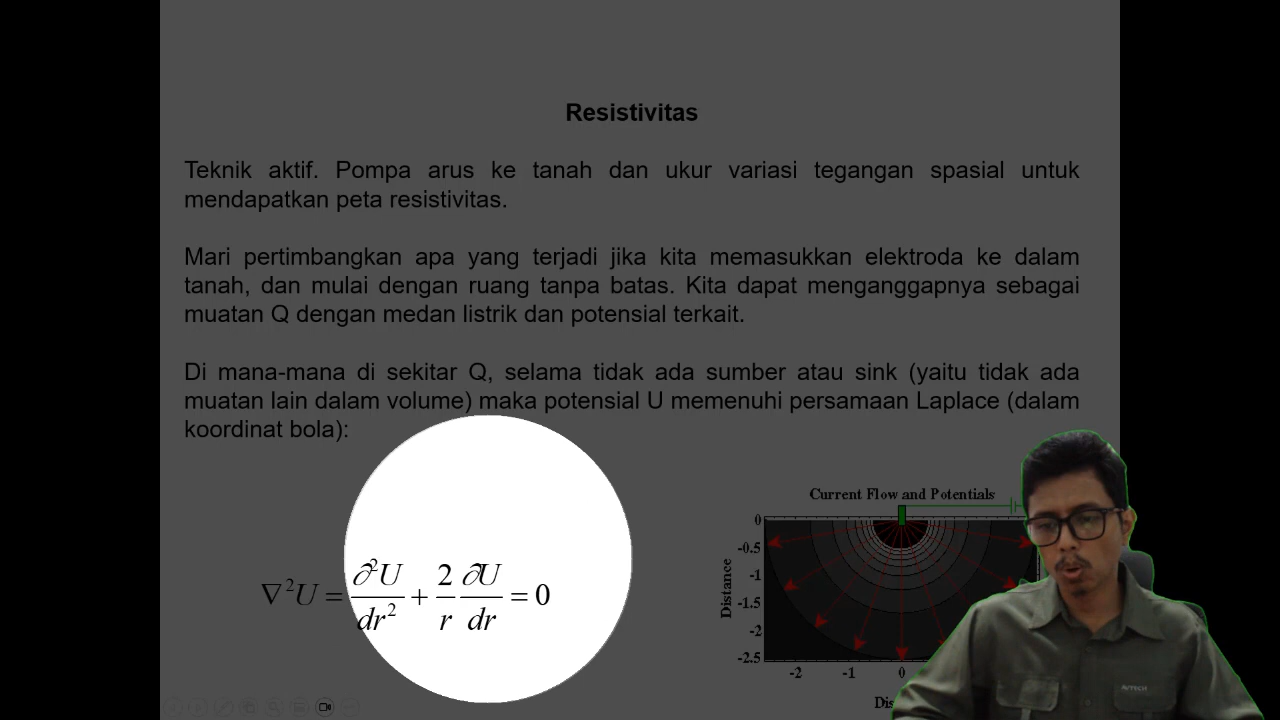 Resistivitas
Teknik aktif. Pompa arus ke tanah dan ukur variasi tegangan spasial untuk
mendapatkan peta resistivitas.
Mari pertimbangkan apa yang terjadi jika kita memasukkan elektroda ke dalam
tanah, dan mulai dengan ruang tanpa batas. Kita dapat menganggapnya sebagai
muatan Q dengan medan listrik dan potensial terkait.
Di mana-mana di sekitar Q, selama tidak ada sumber atau sink (yaitu tidak ada
muatan lain dalam volume) maka potensial U memenuhi persamaan Laplace (dalam
koordinat bola):
∇²U = ∂²U/dr² + 2/r ∂U/dr = 0
Current Flow and Potentials
Distance
0
-0.5
-1
-1.5
-2
-2.5
-2 -1 0